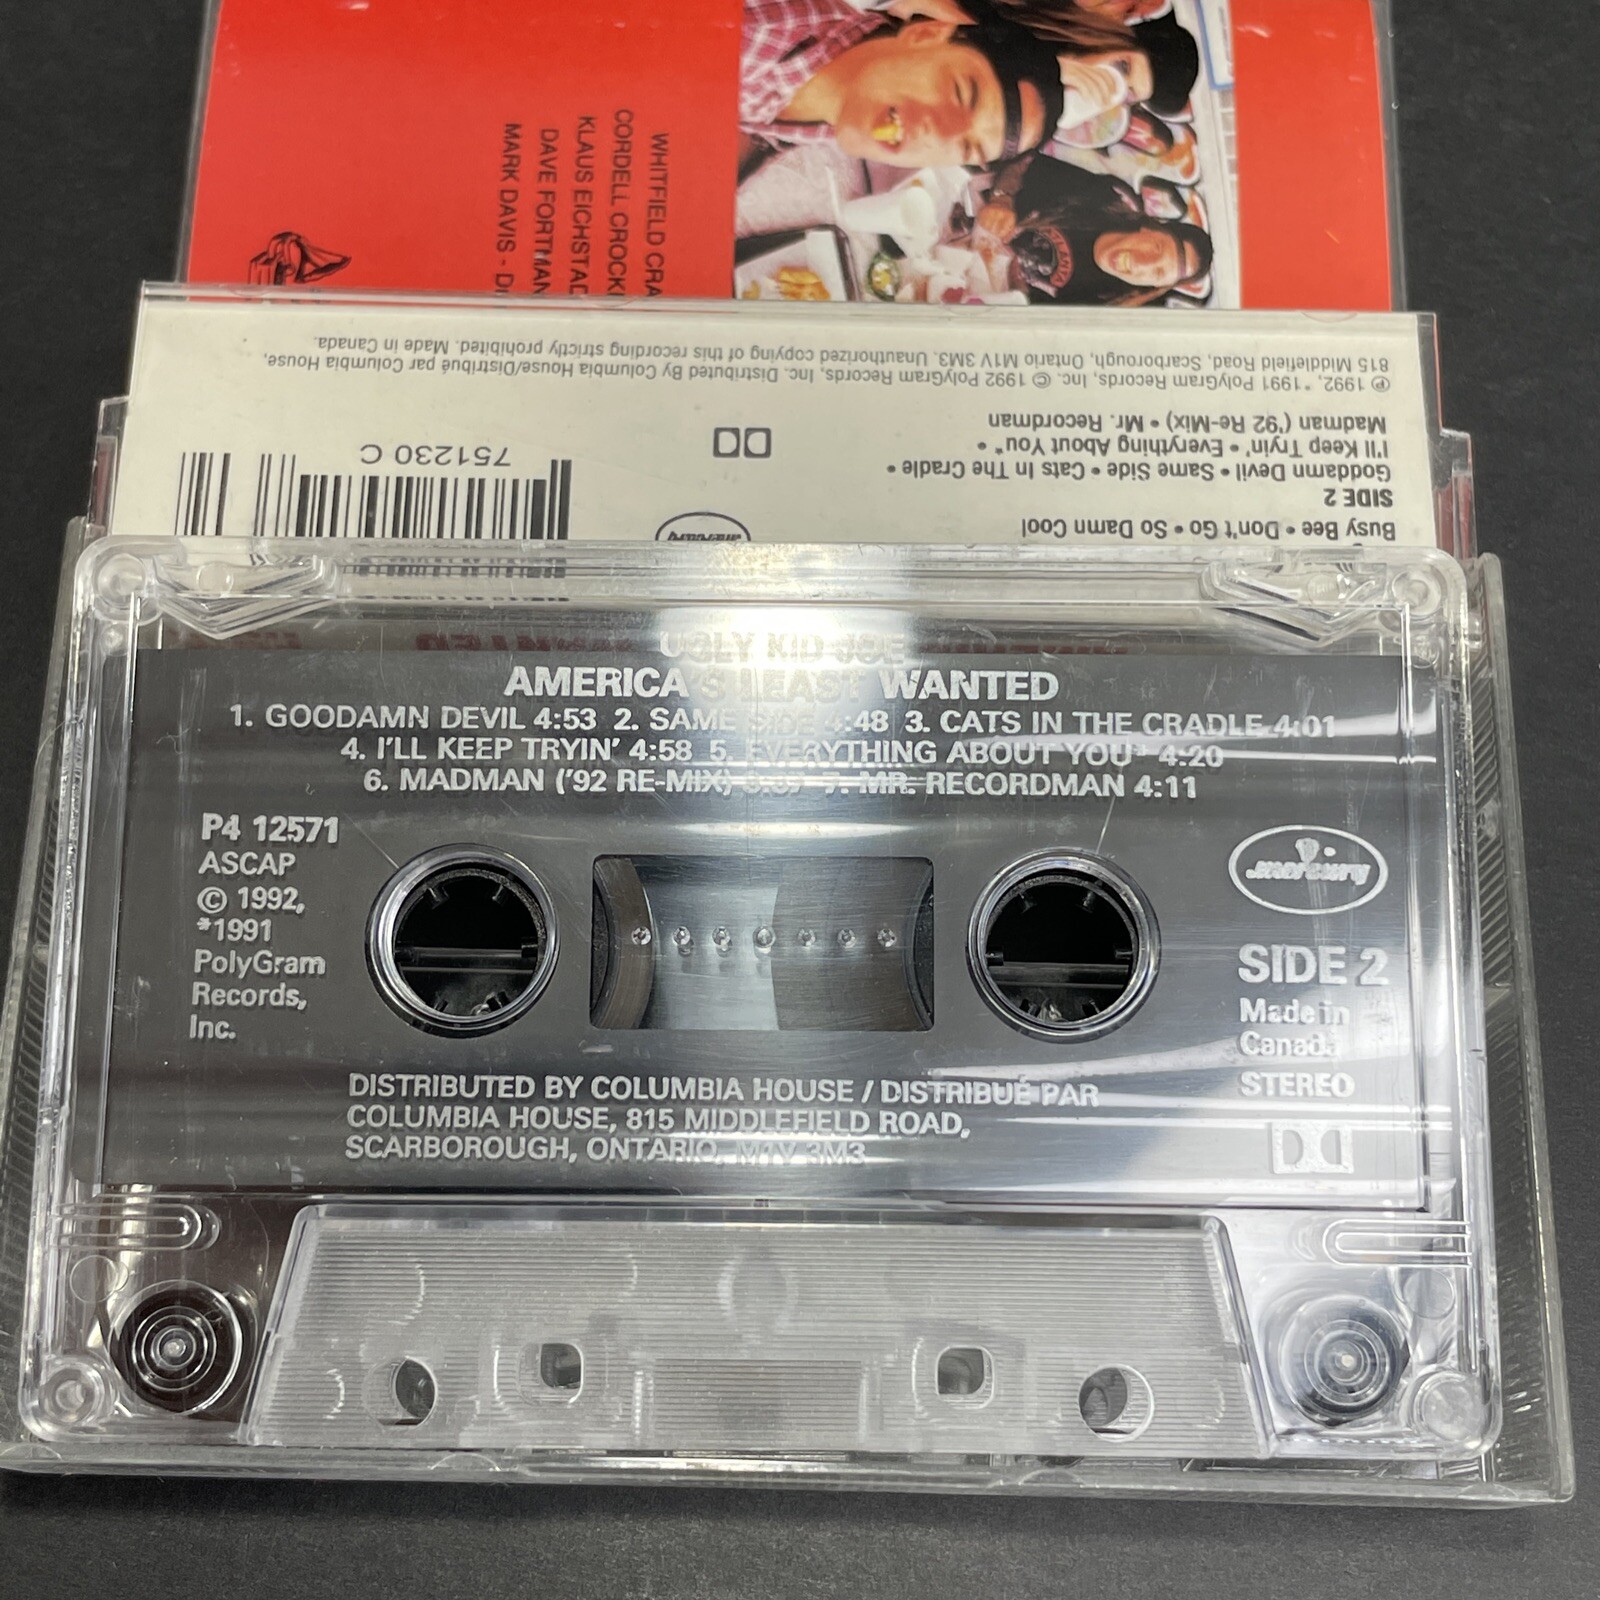 WHITFIELD CRA
CORDELL CROCK
KLAUS EICHSTAD
DAVE FORTMAN
MARK DAVIS - D
℗ 1992, *1991 PolyGram Records, Inc. © 1992 PolyGram Records, Inc. Distributed By Columbia House/Distribué par Columbia House,
815 Middlefield Road, Scarborough, Ontario M1V 3M3. Unauthorized copying of this recording strictly prohibited. Made in Canada.
Busy Bee • Don't Go • So Damn Cool
SIDE 2
Goddamn Devil • Same Side • Cats In The Cradle •
I'll Keep Tryin' • Everything About You* •
Madman ('92 Re-Mix) • Mr. Recordman
751230 C
UGLY KID JOE
AMERICA'S LEAST WANTED
1. GOODAMN DEVIL 4:53 2. SAME SIDE 4:48 3. CATS IN THE CRADLE 4:01
4. I'LL KEEP TRYIN' 4:58 5. EVERYTHING ABOUT YOU* 4:20
6. MADMAN ('92 RE-MIX) 7. MR. RECORDMAN 4:11
P4 12571
ASCAP
© 1992,
*1991
PolyGram
Records,
Inc.
mercury
SIDE 2
Made in
Canada
STEREO
DISTRIBUTED BY COLUMBIA HOUSE / DISTRIBUÉ PAR
COLUMBIA HOUSE, 815 MIDDLEFIELD ROAD,
SCARBOROUGH, ONTARIO, M1V 3M3